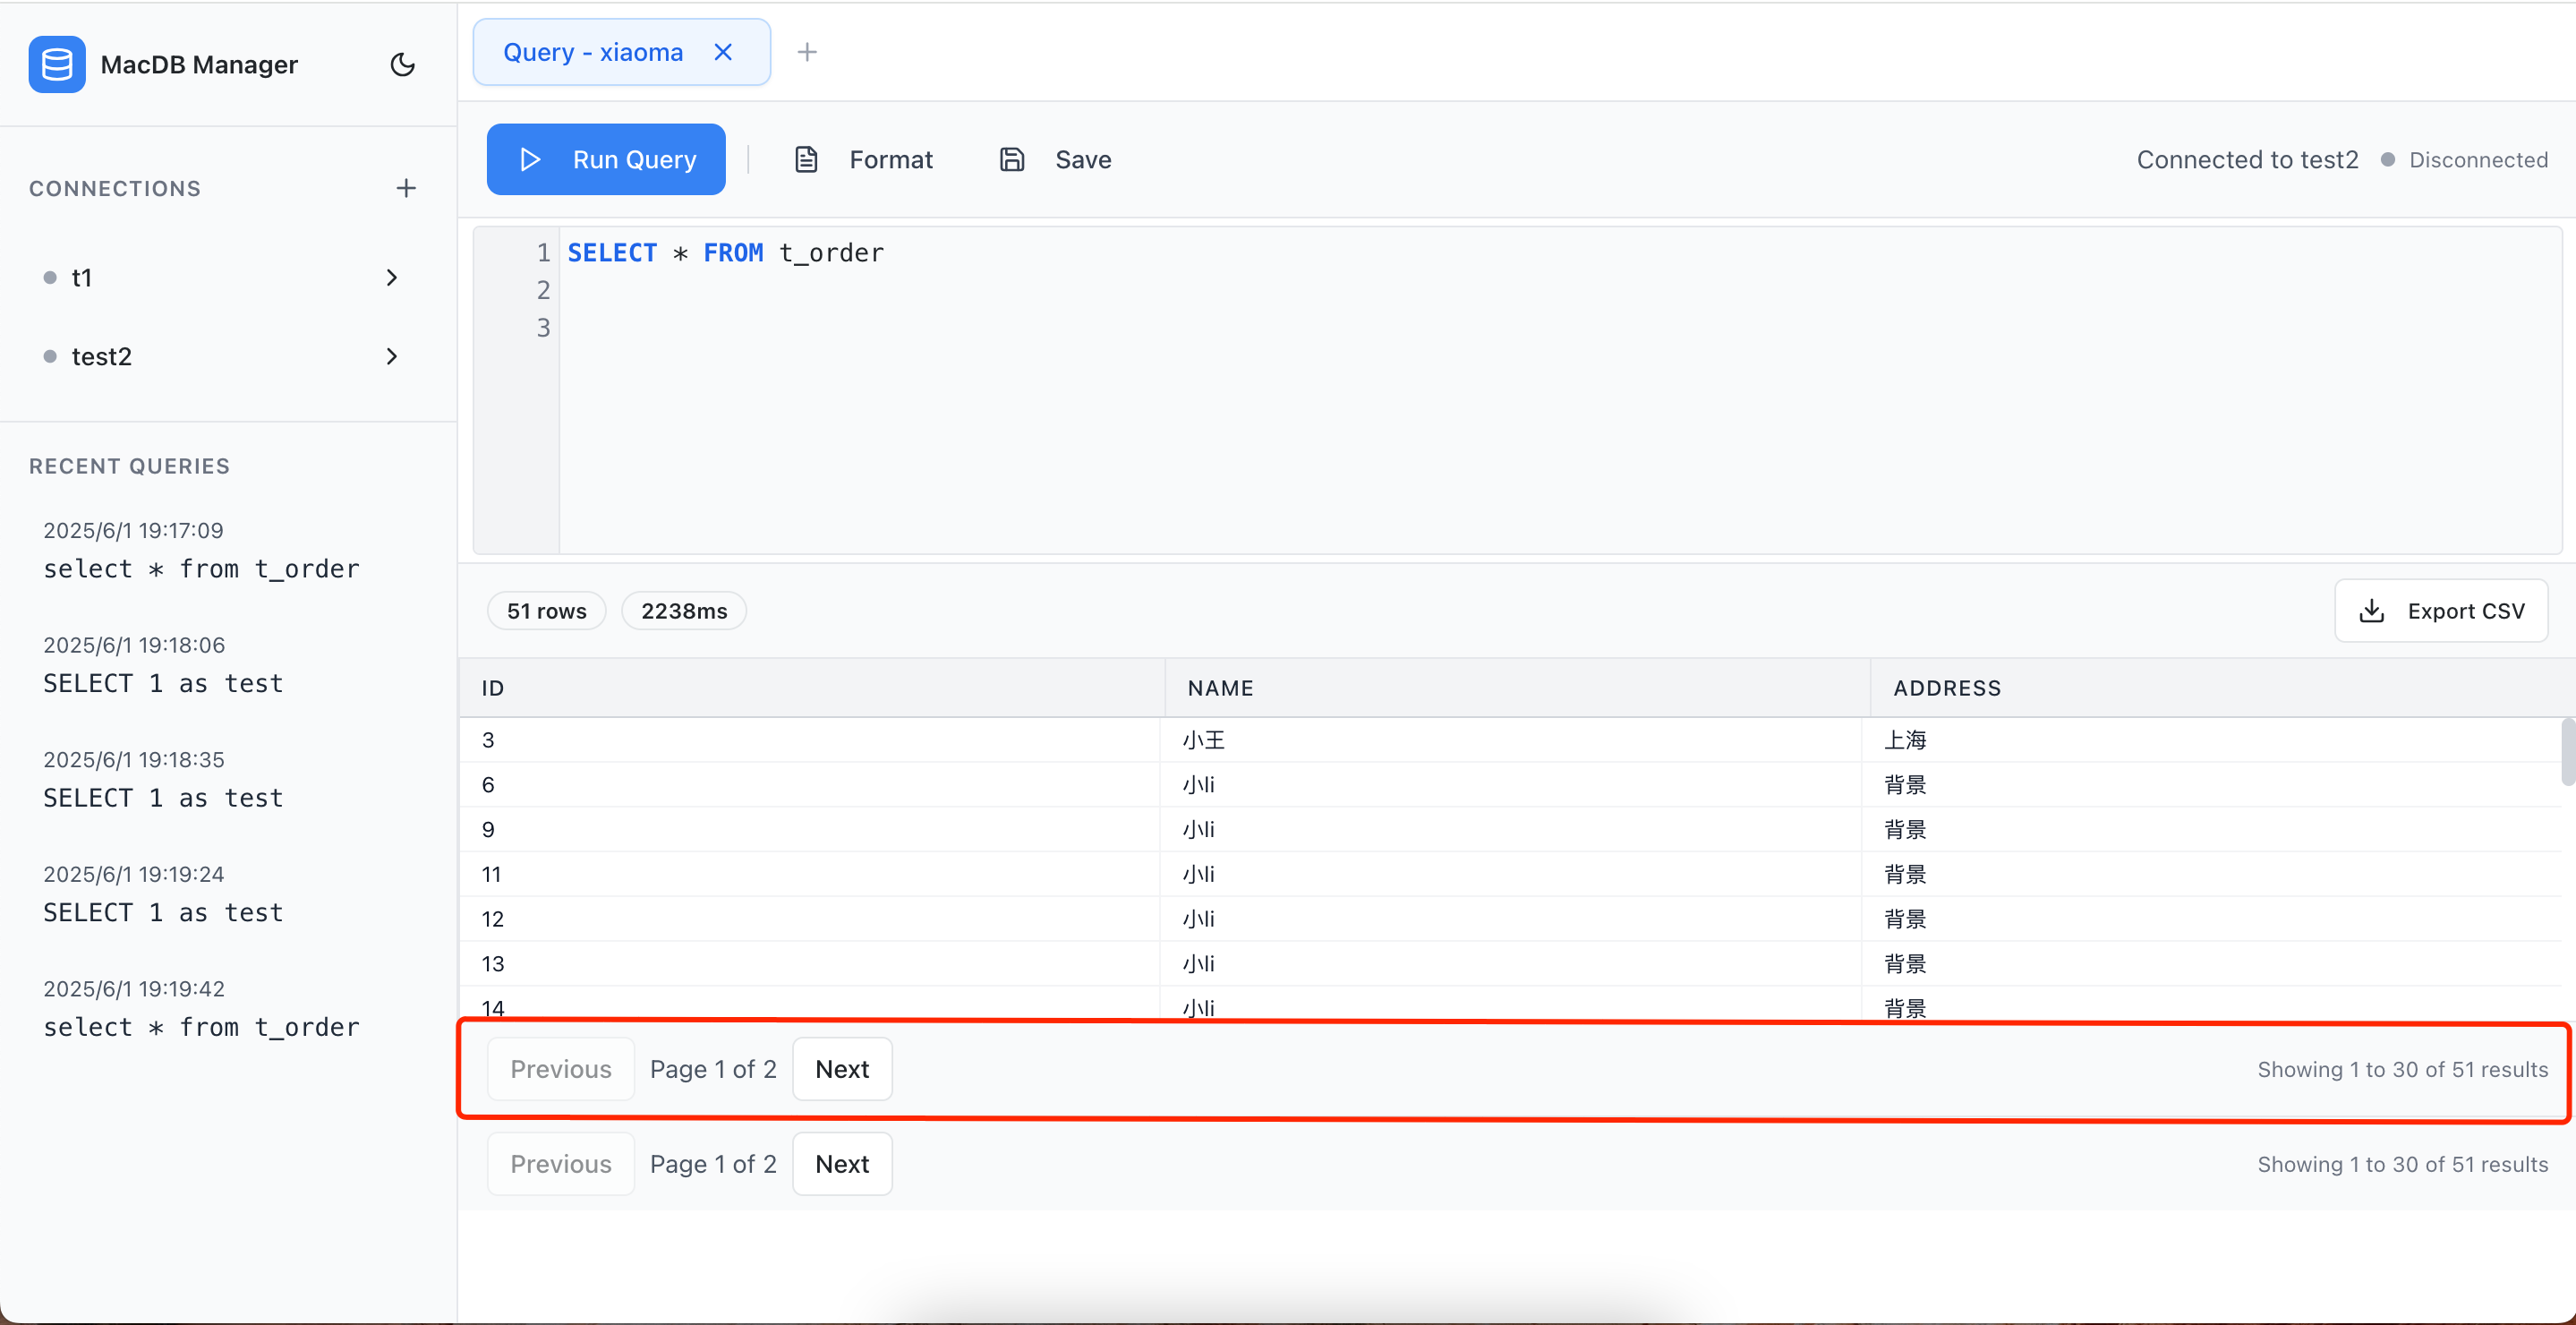 MacDB Manager
Query - xiaoma
Run Query
Format
Save
Connected to test2
Disconnected
CONNECTIONS
t1
test2
RECENT QUERIES
2025/6/1 19:17:09
select * from t_order
2025/6/1 19:18:06
SELECT 1 as test
2025/6/1 19:18:35
SELECT 1 as test
2025/6/1 19:19:24
SELECT 1 as test
2025/6/1 19:19:42
select * from t_order
1 SELECT * FROM t_order
2
3
51 rows 2238ms Export CSV
ID NAME ADDRESS
3 小王 上海
6 小li 背景
9 小li 背景
11 小li 背景
12 小li 背景
13 小li 背景
14 小li 背景
Previous Page 1 of 2 Next Showing 1 to 30 of 51 results
Previous Page 1 of 2 Next Showing 1 to 30 of 51 results